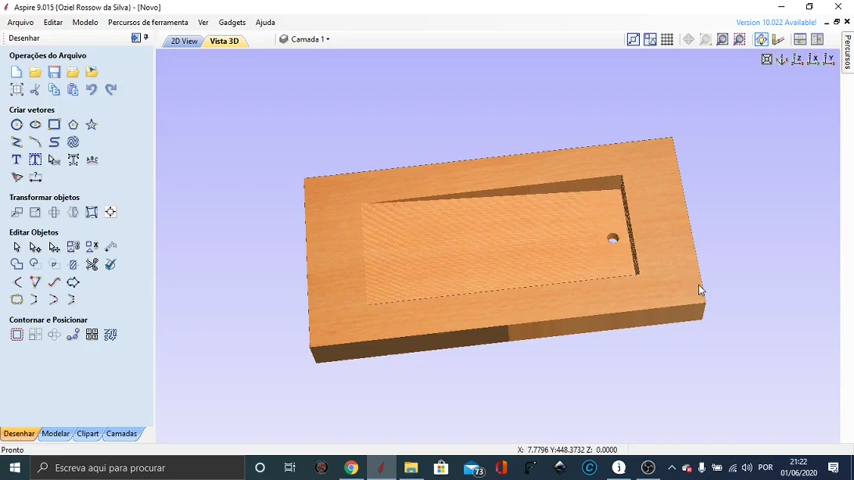 Aspire 9.015 (Oziel Rossow da Silva) - [Novo]
Arquivo Editar Modelo Percursos de ferramenta Ver Gadgets Ajuda
Version 10.022 Available!
Desenhar
2D View Vista 3D Camada 1
Operações do Arquivo
Criar vetores
Transformar objetos
Editar Objetos
Contornar e Posicionar
Desenhar Modelar Clipart Camadas
Percursos
Pronto
X: 7.7796 Y:448.3732 Z: 0.0000
Escreva aqui para procurar
73
POR
21:22
01/06/2020